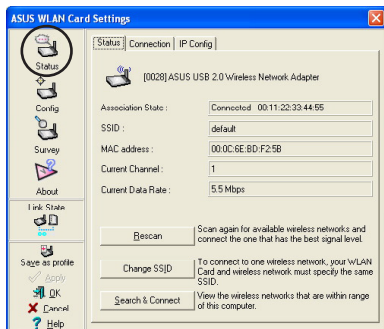 ASUS WLAN Card Settings
Status
Config
Survey
About
Link State
Save as profile
Apply
OK
Cancel
Help
Status Connection IP Config
[0028] ASUS USB 2.0 Wireless Network Adapter
Association State : Connected 00:11:22:33:44:55
SSID : default
MAC address : 00:0C:6E:BD:F2:5B
Current Channel : 1
Current Data Rate : 5.5 Mbps
Rescan
Scan again for available wireless networks and
connect the one that has the best signal level.
Change SSID
To connect to one wireless network, your WLAN
Card and wireless network must specify the same
SSID.
Search & Connect
View the wireless networks that are within range
of this computer.